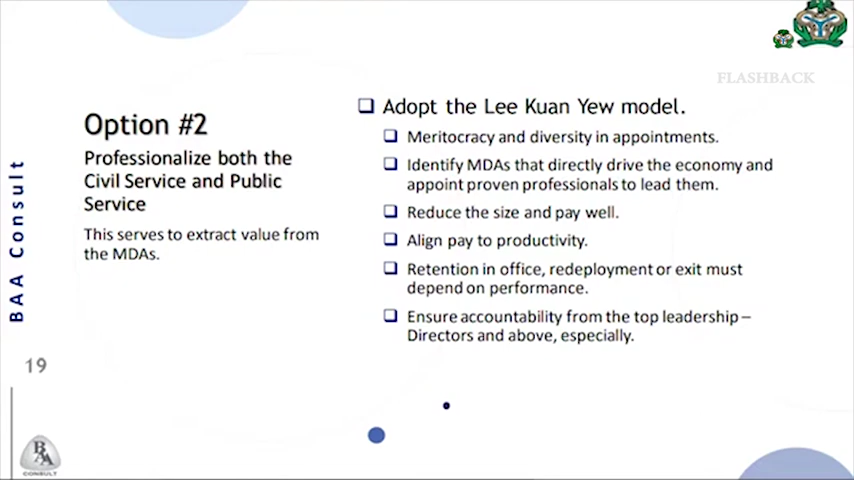 FLASHBACK
Option #2
Professionalize both the
Civil Service and Public
Service
This serves to extract value from
the MDAs.
Adopt the Lee Kuan Yew model.
Meritocracy and diversity in appointments.
Identify MDAs that directly drive the economy and
appoint proven professionals to lead them.
Reduce the size and pay well.
Align pay to productivity.
Retention in office, redeployment or exit must
depend on performance.
Ensure accountability from the top leadership –
Directors and above, especially.
BAA Consult
19
BAA
CONSULT